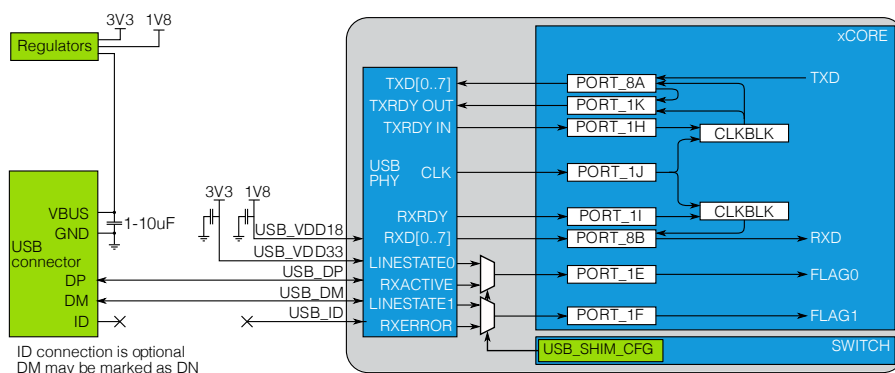 3V3
1V8
Regulators
xCORE
TXD[0..7]
PORT_8A
TXD
TXRDY OUT
PORT_1K
TXRDY IN
PORT_1H
CLKBLK
USB
PHY
CLK
PORT_1J
3V3
1V8
VBUS
1-10uF
GND
USB
connector
USB_VDD18
USB_VDD33
RXRDY
PORT_1I
CLKBLK
RXD[0..7]
PORT_8B
RXD
DP
USB_DP
LINESTATE0
RXACTIVE
PORT_1E
FLAG0
DM
USB_DM
LINESTATE1
ID
USB_ID
RXERROR
PORT_1F
FLAG1
USB_SHIM_CFG
SWITCH
ID connection is optional
DM may be marked as DN